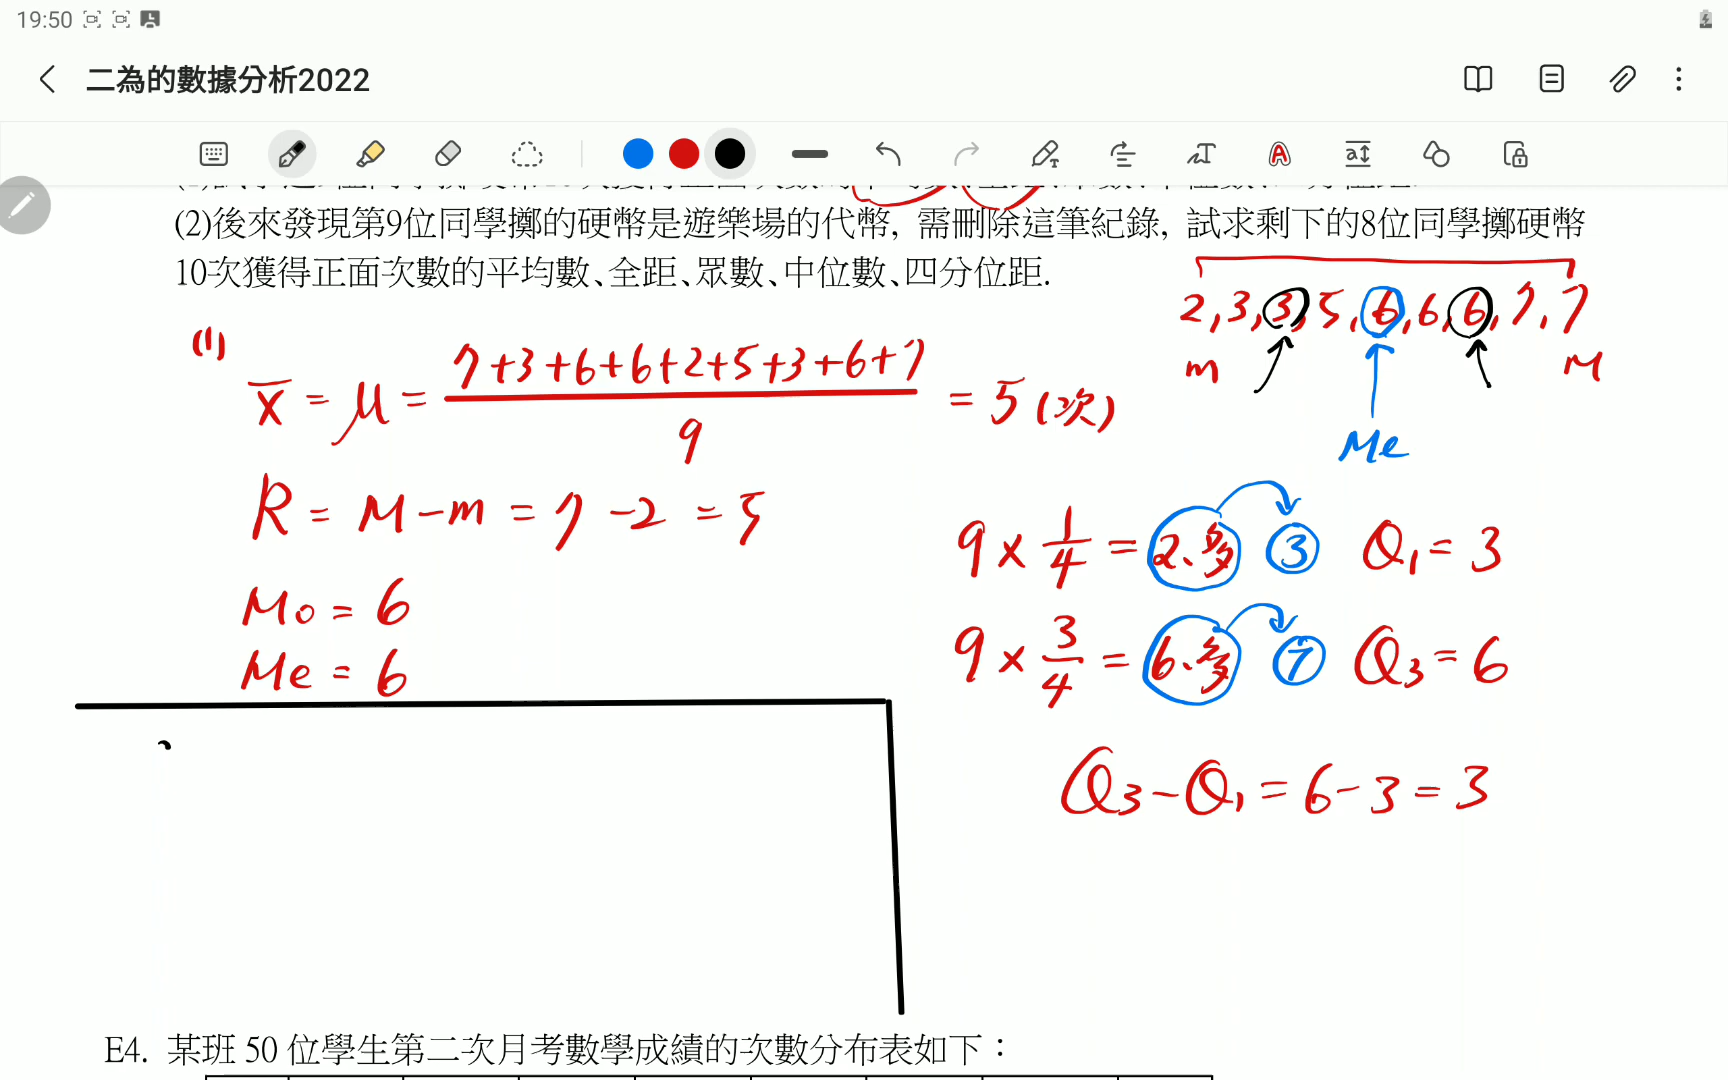 19:50
二為的數據分析2022
(2)後來發現第9位同學擲的硬幣是遊樂場的代幣, 需刪除這筆紀錄, 試求剩下的8位同學擲硬幣
10次獲得正面次數的平均數、全距、眾數、中位數、四分位距.
2,3,3,5,6,6,6,7,7
m
M
Me
(1)
x̄ = μ = (7+3+6+6+2+5+3+6+7)/9 = 5 (次)
R = M-m = 7-2 = 5
Mo = 6
Me = 6
9 × 1/4 = 2.多 ③ Q₁ = 3
9 × 3/4 = 6.多 ⑦ Q₃ = 6
Q₃-Q₁ = 6-3 = 3
E4. 某班 50 位學生第二次月考數學成績的次數分布表如下：